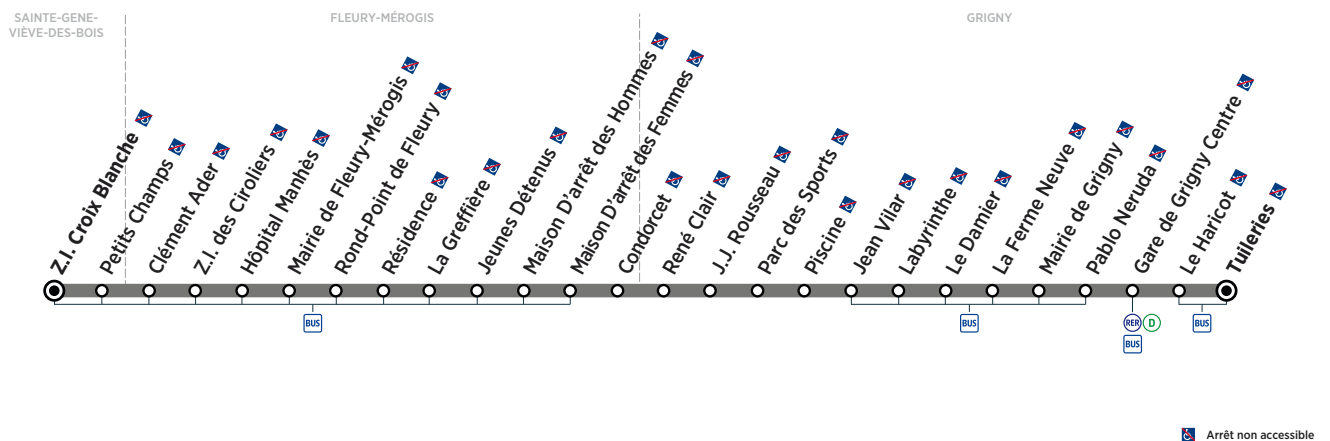 SAINTE-GENE-
VIÈVE-DES-BOIS
FLEURY-MÉROGIS
GRIGNY
Z.I. Croix Blanche
Petits Champs
Clément Ader
Z.I. des Ciroliers
Hôpital Manhès
Mairie de Fleury-Mérogis
Rond-Point de Fleury
Résidence
La Greffière
Jeunes Détenus
Maison D'arrêt des Hommes
Maison D'arrêt des Femmes
Condorcet
René Clair
J.J. Rousseau
Parc des Sports
Piscine
Jean Vilar
Labyrinthe
Le Damier
La Ferme Neuve
Mairie de Grigny
Pablo Neruda
Gare de Grigny Centre
Le Haricot
Tuileries
BUS
BUS
RER D
BUS
BUS
Arrêt non accessible